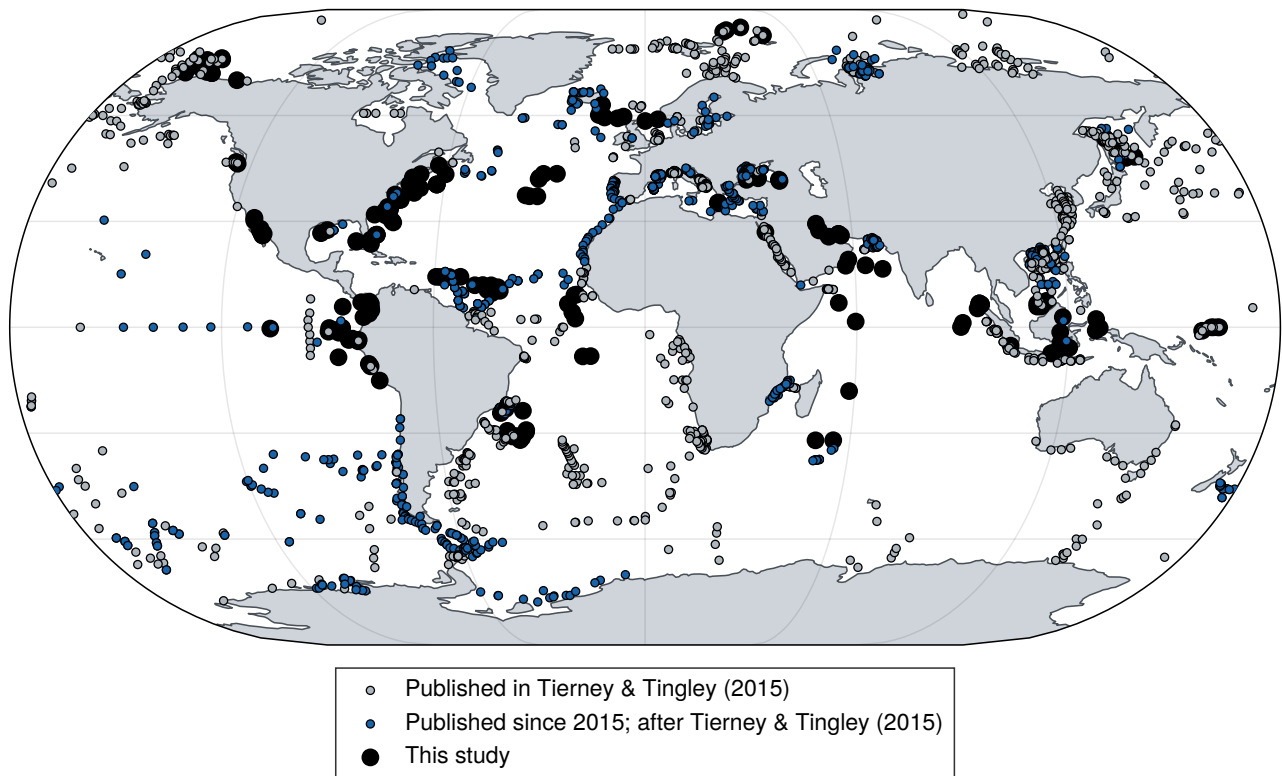 Published in Tierney & Tingley (2015)
Published since 2015; after Tierney & Tingley (2015)
This study